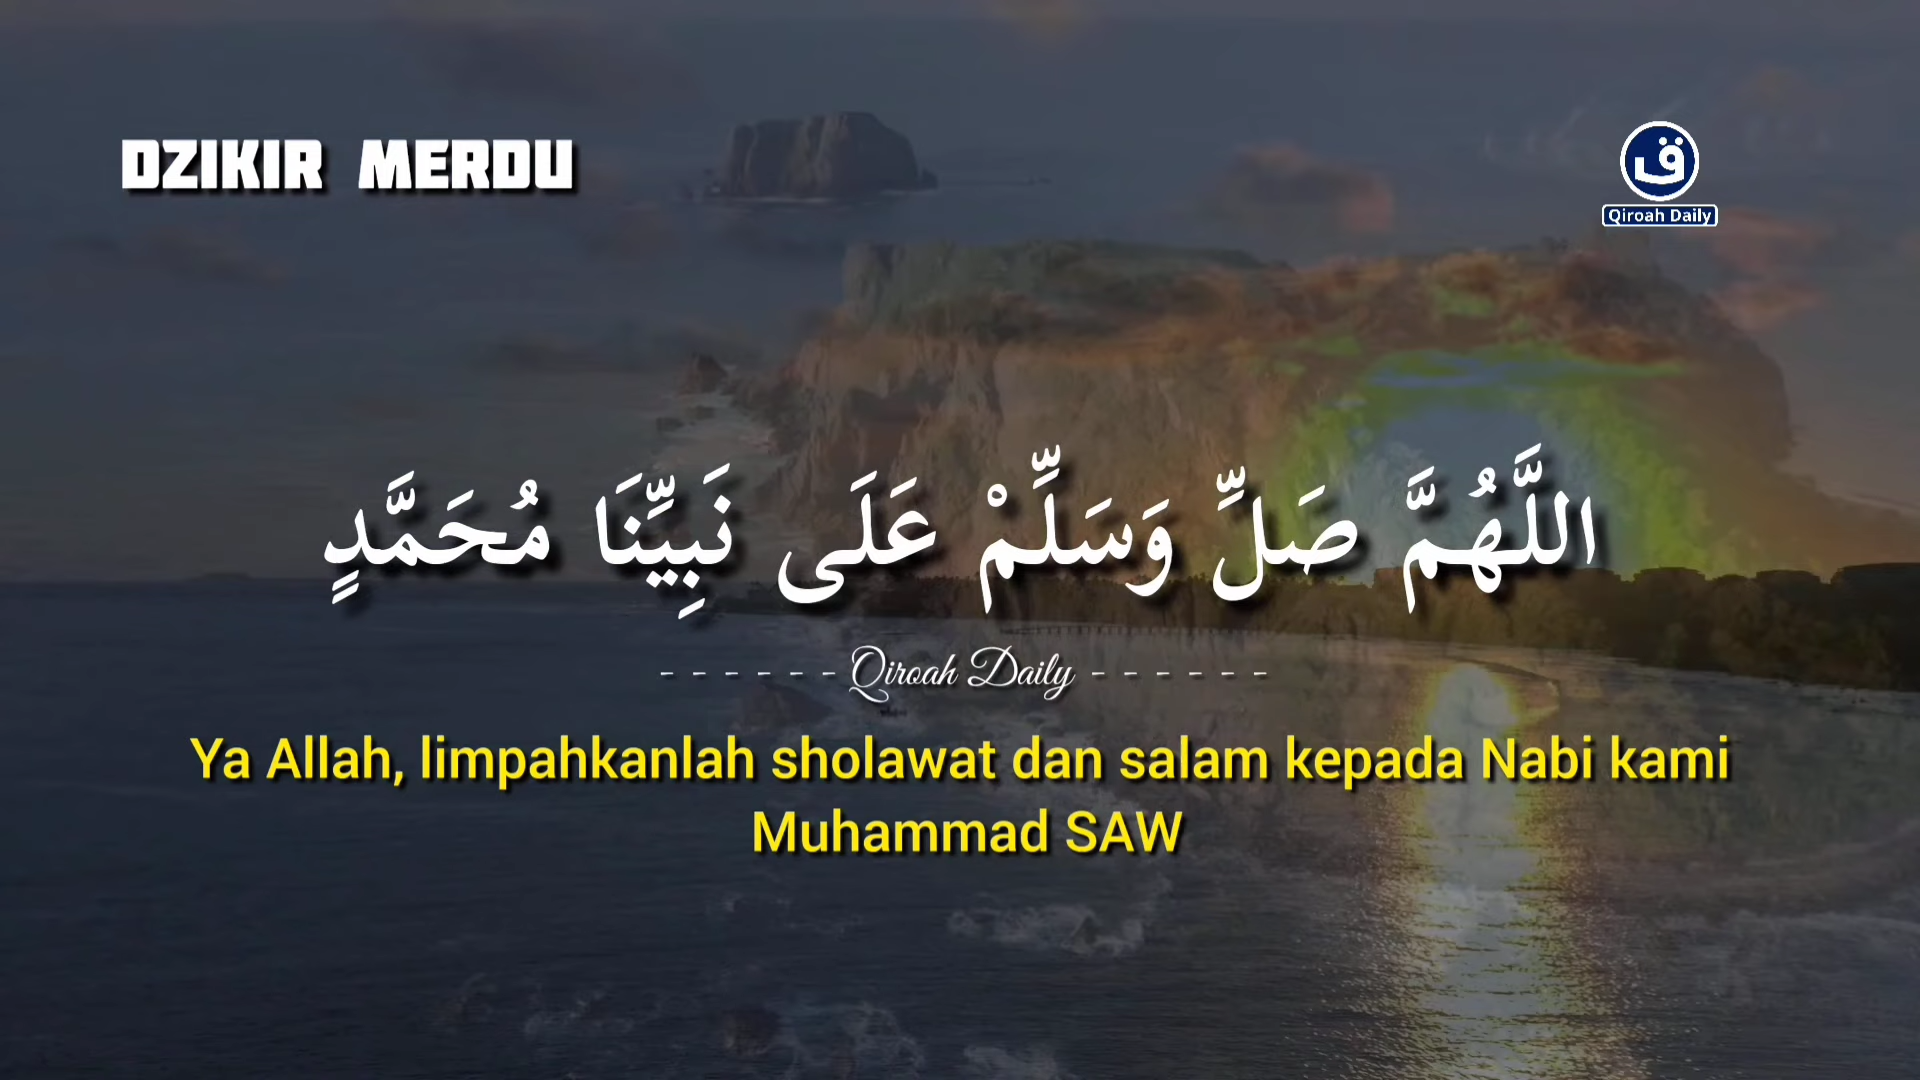 DZIKIR MERDU
ق
Qiroah Daily
اللَّهُمَّ صَلِّ وَسَلِّمْ عَلَى نَبِيِّنَا مُحَمَّدٍ
- - - - - - Qiroah Daily - - - - - -
Ya Allah, limpahkanlah sholawat dan salam kepada Nabi kami
Muhammad SAW